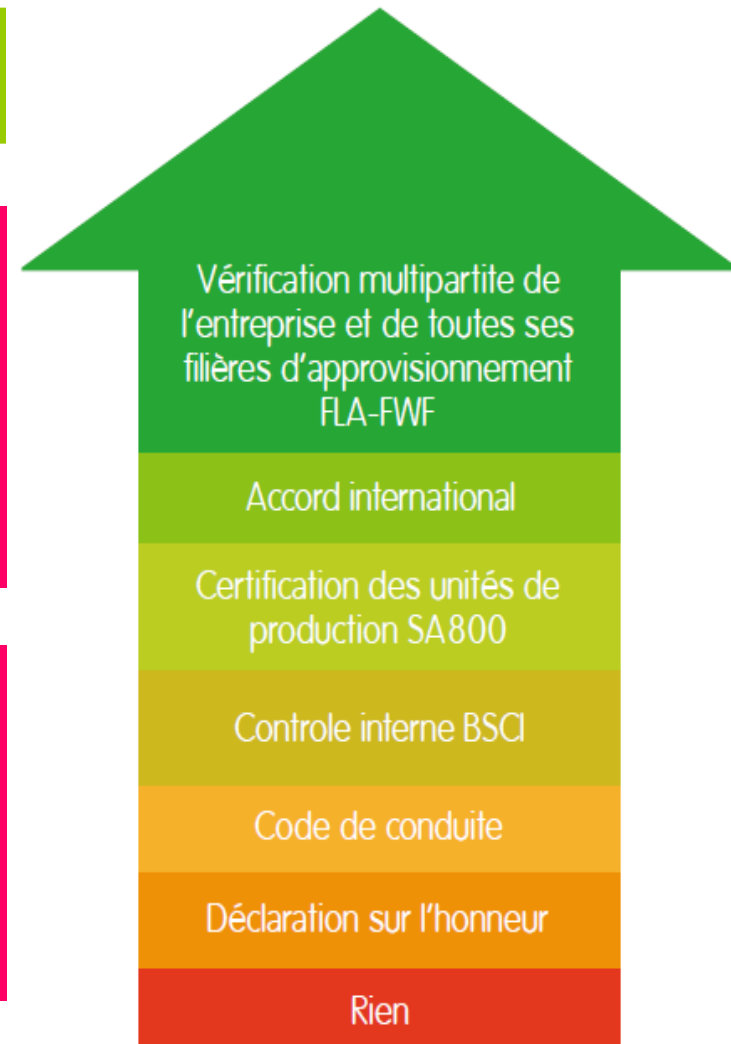 Vérification multipartite de
l'entreprise et de toutes ses
filières d'approvisionnement
FLA-FWF
Accord international
Certification des unités de
production SA800
Controle interne BSCI
Code de conduite
Déclaration sur l'honneur
Rien